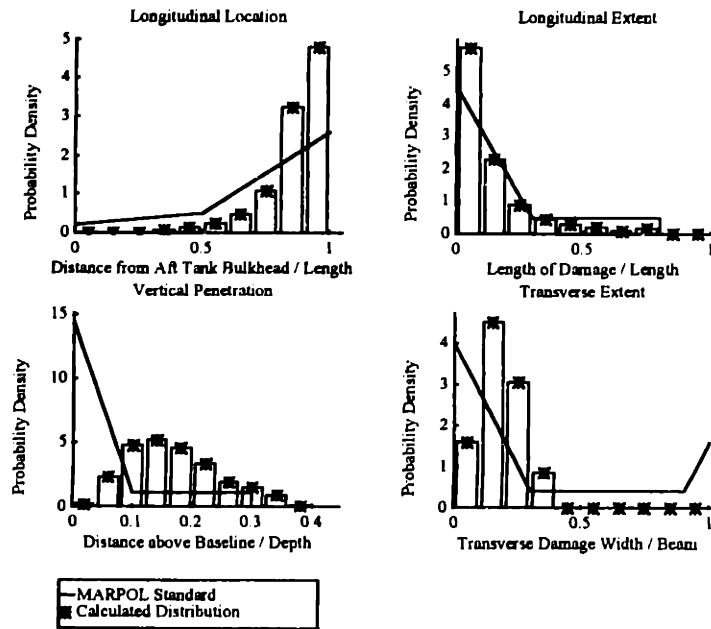 Longitudinal Location
Probability Density
5
4
3
2
1
0
0
0.5
1
Distance from Aft Tank Bulkhead / Length
Longitudinal Extent
Probability Density
5
4
3
2
1
0
0
0.5
1
Length of Damage / Length
Vertical Penetration
Probability Density
15
10
5
0
0
0.1
0.2
0.3
0 4
Distance above Baseline / Depth
Transverse Extent
Probability Density
4
3
2
1
0
0
0.5
1
Transverse Damage Width / Beam
MARPOL Standard
Calculated Distribution